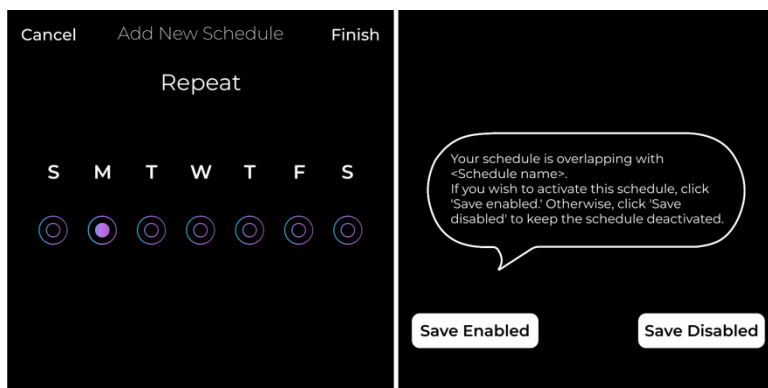 Cancel Add New Schedule Finish
Repeat
S M T W T F S
Your schedule is overlapping with
<Schedule name>.
If you wish to activate this schedule, click
'Save enabled.' Otherwise, click 'Save
disabled' to keep the schedule deactivated.
Save Enabled Save Disabled